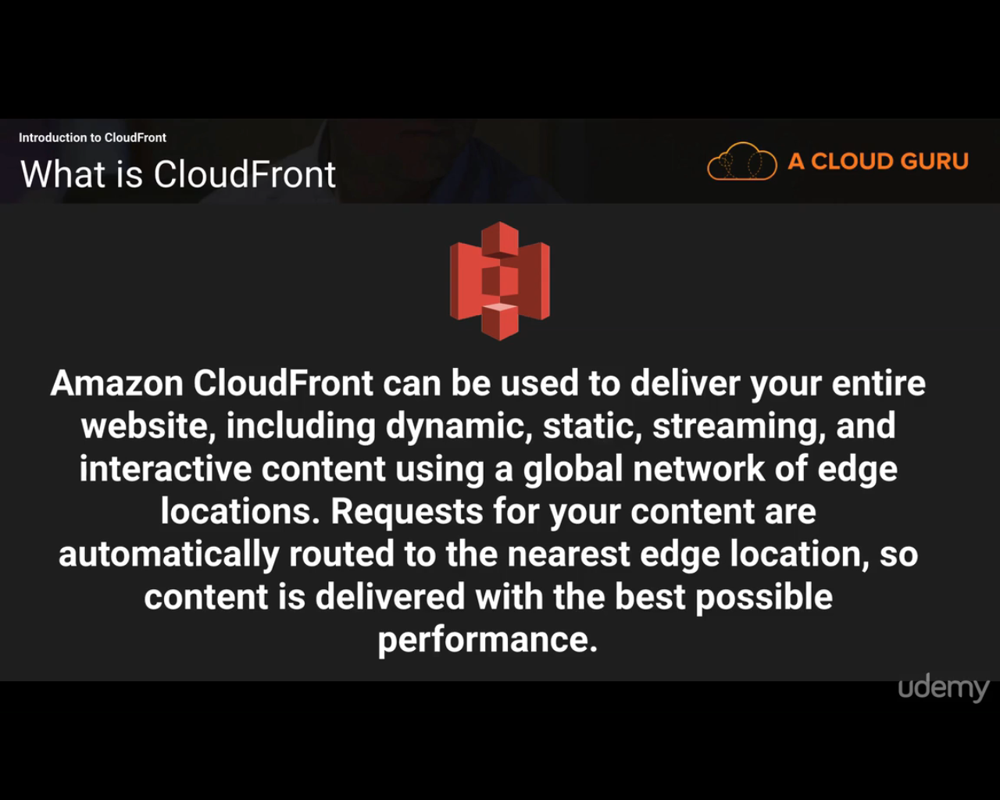 Introduction to CloudFront
What is CloudFront
A CLOUD GURU
Amazon CloudFront can be used to deliver your entire
website, including dynamic, static, streaming, and
interactive content using a global network of edge
locations. Requests for your content are
automatically routed to the nearest edge location, so
content is delivered with the best possible
performance.
udemy